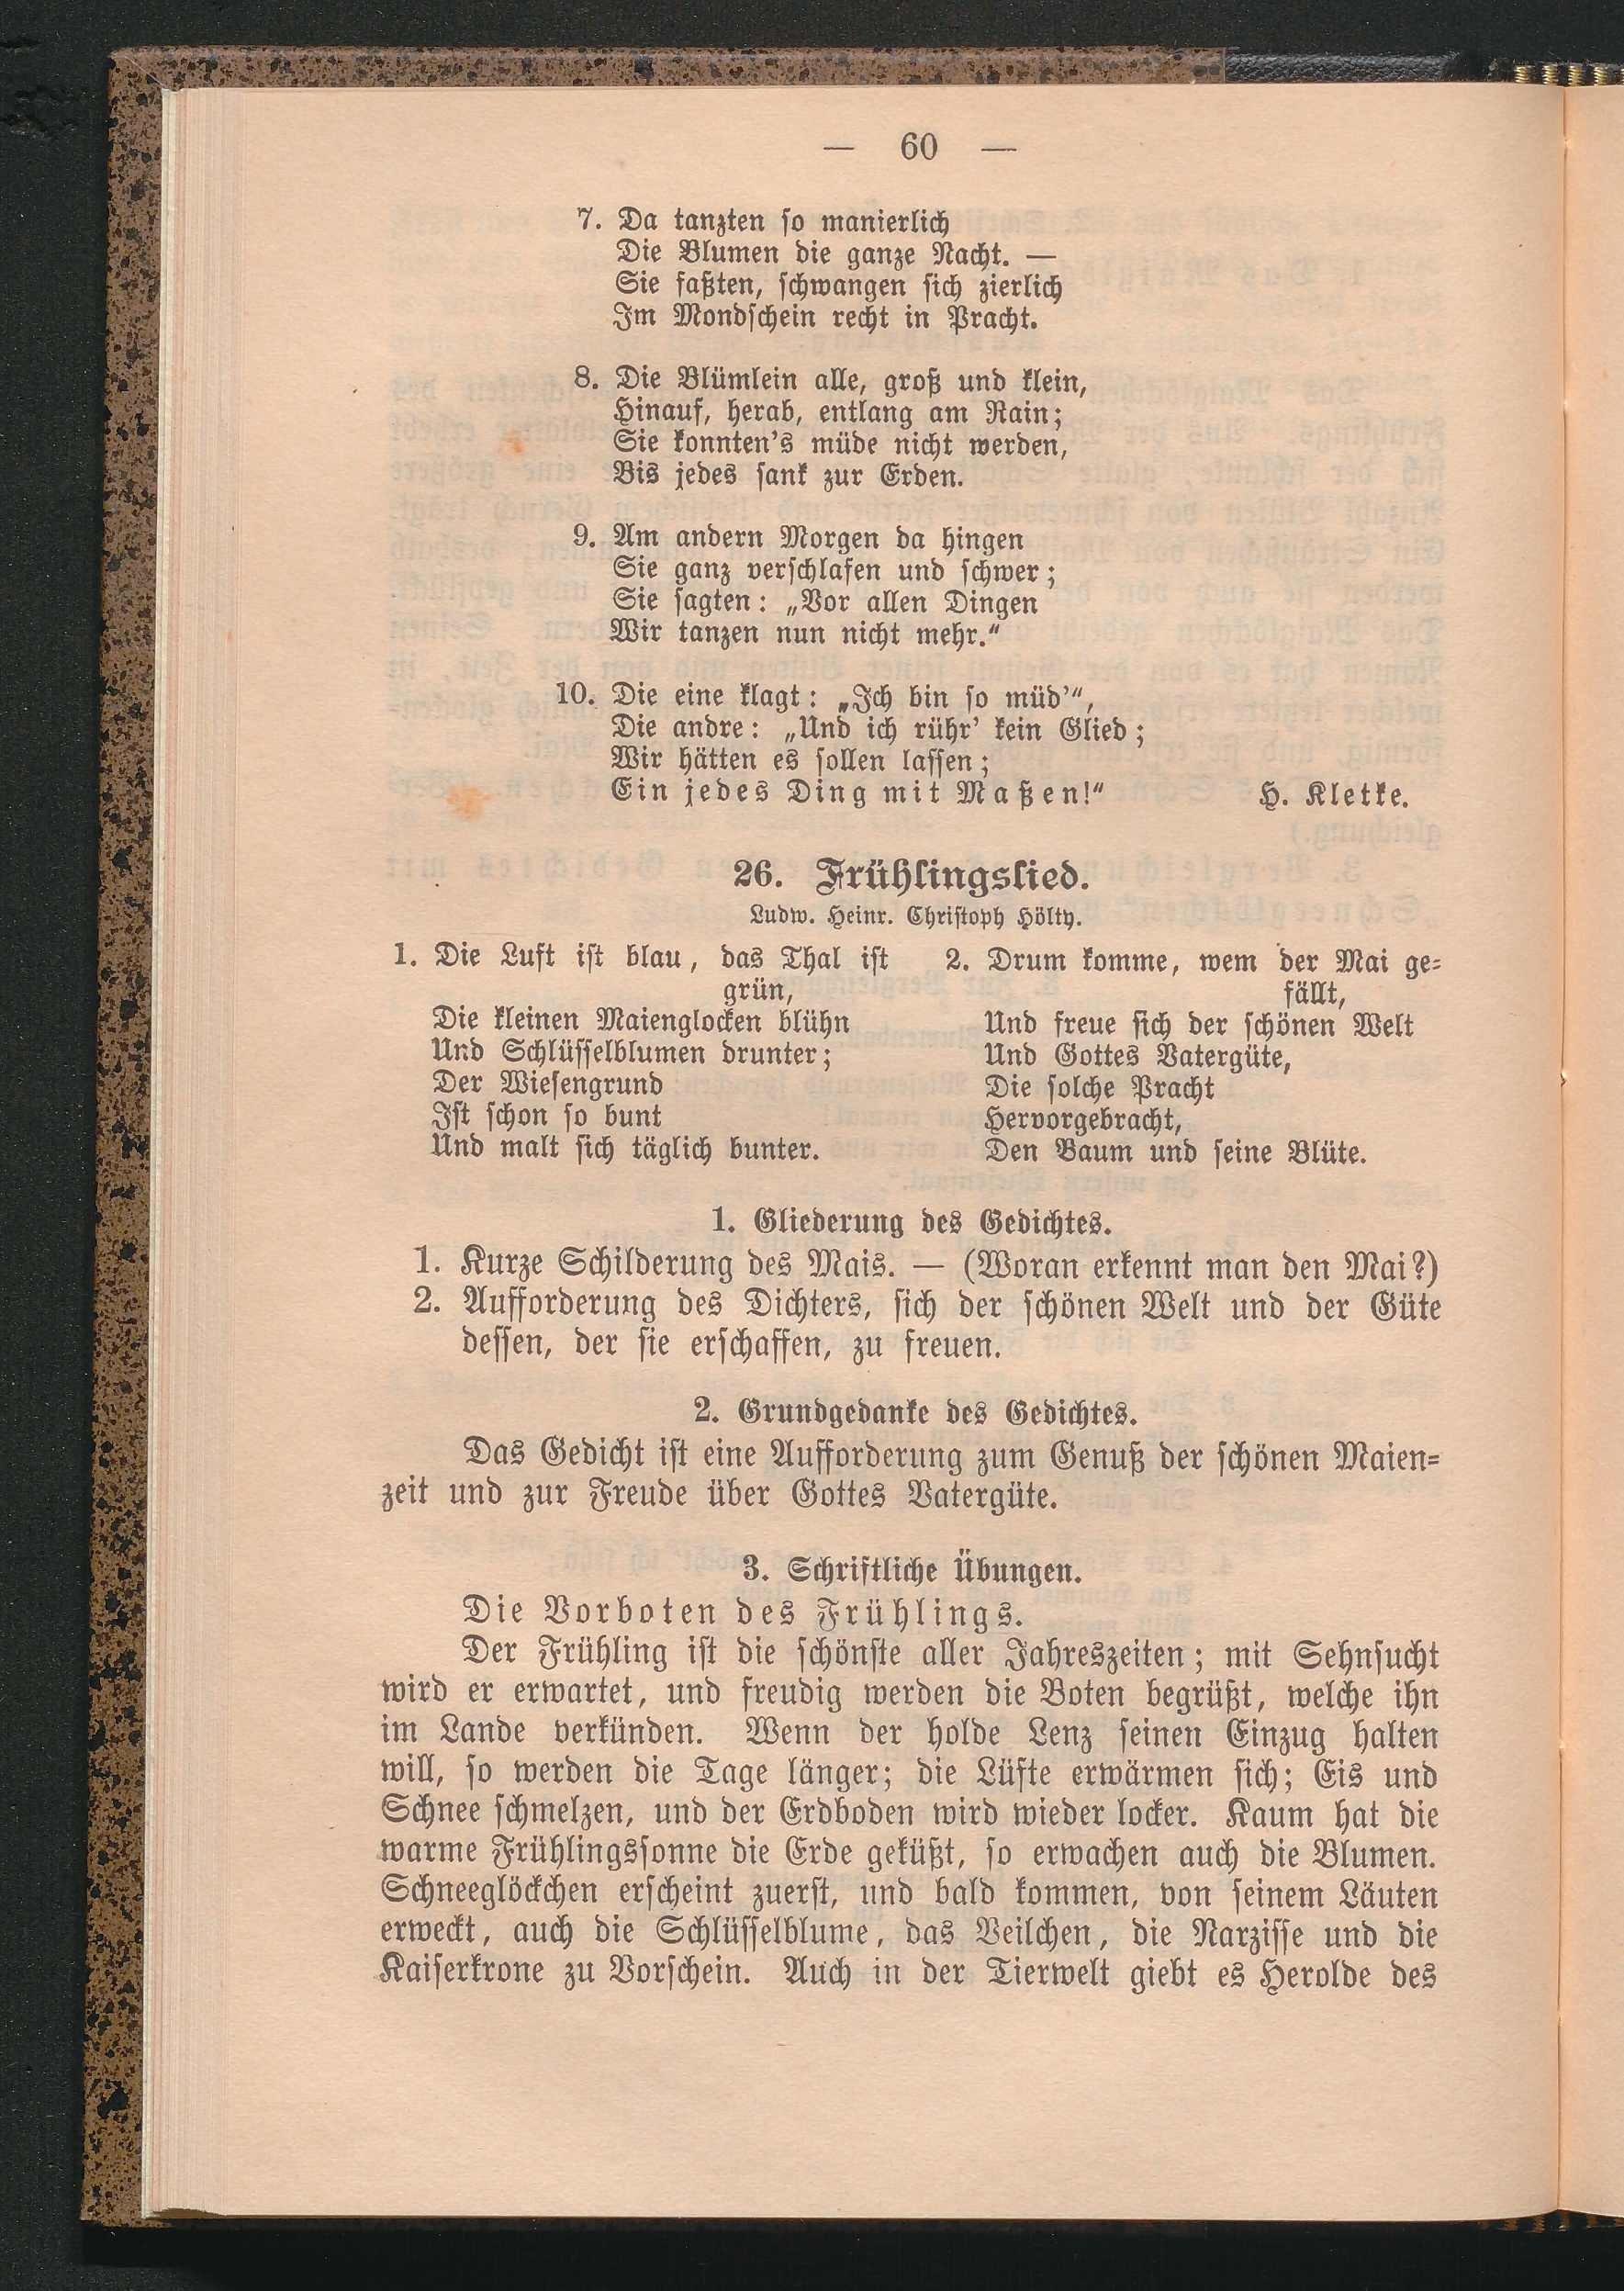 — 60 —
7. Da tanzten so manierlich
Die Blumen die ganze Nacht. —
Sie faßten, schwangen sich zierlich
Im Mondschein recht in Pracht.
8. Die Blümlein alle, groß und klein,
Hinauf, herab, entlang am Rain;
Sie konnten's müde nicht werden,
Bis jedes sank zur Erden.
9. Am andern Morgen da hingen
Sie ganz verschlafen und schwer;
Sie sagten: „Vor allen Dingen
Wir tanzen nun nicht mehr.“
10. Die eine klagt: „Ich bin so müd'“,
Die andre: „Und ich rühr' kein Glied;
Wir hätten es sollen lassen;
Ein jedes Ding mit Maßen!“ H. Kletke.
26. Frühlingslied.
Ludw. Heinr. Christoph Hölty.
1. Die Luft ist blau, das Thal ist
grün,
Die kleinen Maienglocken blühn
Und Schlüsselblumen drunter;
Der Wiesengrund
Ist schon so bunt
Und malt sich täglich bunter.
2. Drum komme, wem der Mai ge-
fällt,
Und freue sich der schönen Welt
Und Gottes Vatergüte,
Die solche Pracht
Hervorgebracht,
Den Baum und seine Blüte.
1. Gliederung des Gedichtes.
1. Kurze Schilderung des Mais. — (Woran erkennt man den Mai?)
2. Aufforderung des Dichters, sich der schönen Welt und der Güte
dessen, der sie erschaffen, zu freuen.
2. Grundgedanke des Gedichtes.
Das Gedicht ist eine Aufforderung zum Genuß der schönen Maien-
zeit und zur Freude über Gottes Vatergüte.
3. Schriftliche Übungen.
Die Vorboten des Frühlings.
Der Frühling ist die schönste aller Jahreszeiten; mit Sehnsucht
wird er erwartet, und freudig werden die Boten begrüßt, welche ihn
im Lande verkünden. Wenn der holde Lenz seinen Einzug halten
will, so werden die Tage länger; die Lüfte erwärmen sich; Eis und
Schnee schmelzen, und der Erdboden wird wieder locker. Kaum hat die
warme Frühlingssonne die Erde geküßt, so erwachen auch die Blumen.
Schneeglöckchen erscheint zuerst, und bald kommen, von seinem Läuten
erweckt, auch die Schlüsselblume, das Veilchen, die Narzisse und die
Kaiserkrone zu Vorschein. Auch in der Tierwelt giebt es Herolde des